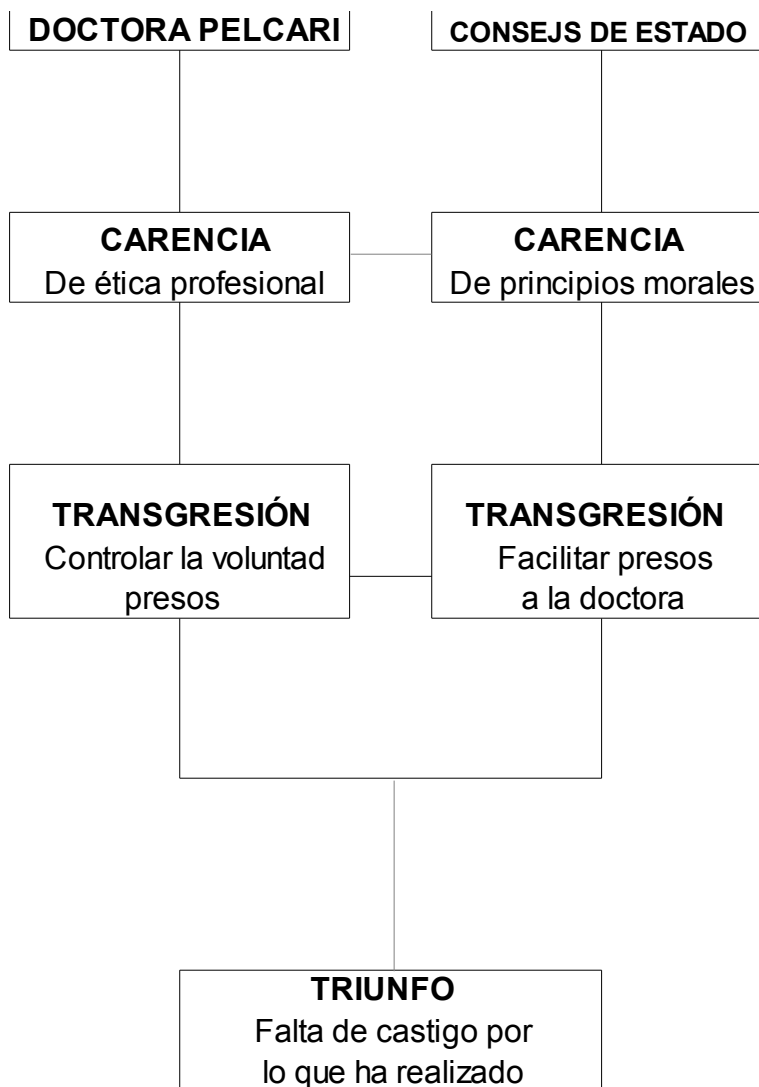 DOCTORA PELCARI
CONSEJS DE ESTADO
CARENCIA
De ética profesional
CARENCIA
De principios morales
TRANSGRESIÓN
Controlar la voluntad
presos
TRANSGRESIÓN
Facilitar presos
a la doctora
TRIUNFO
Falta de castigo por
lo que ha realizado